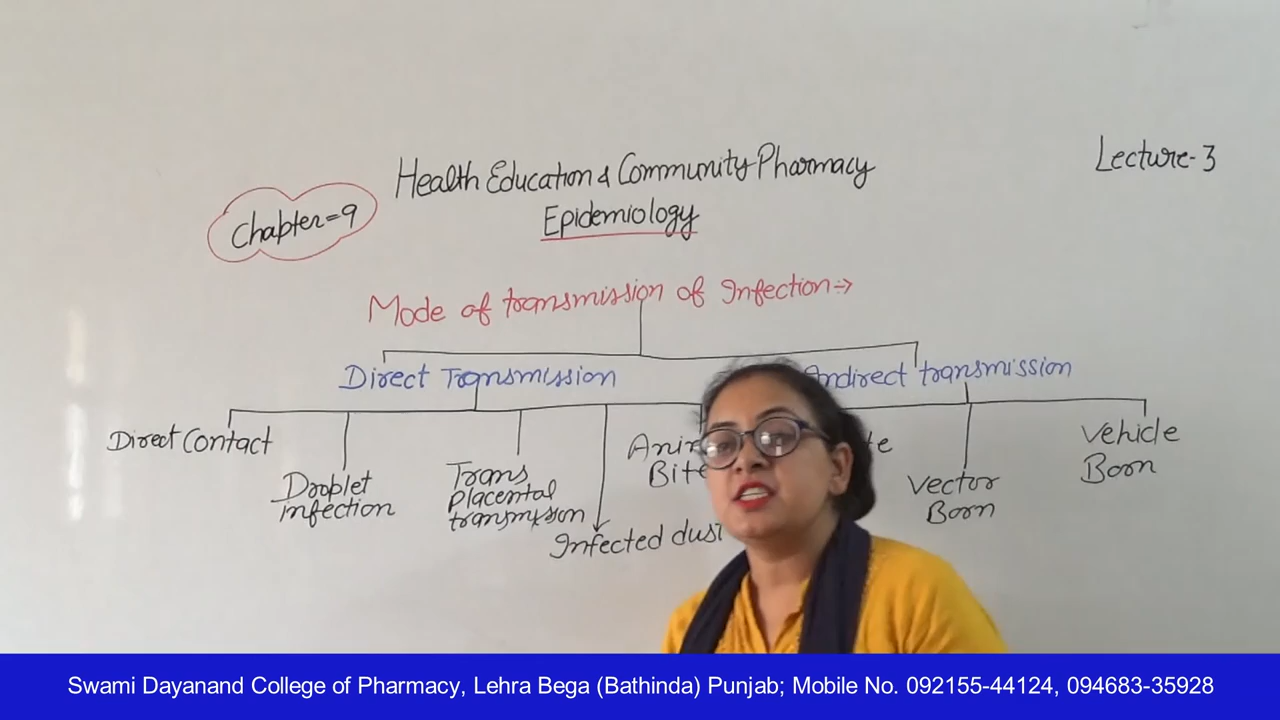 Health Education & Community Pharmacy
Lecture-3
Chapter=9
Epidemiology
Mode of transmission of Infection:→
Direct Transmission
Indirect transmission
Direct Contact
Droplet
infection
Trans
placental
transmission
Infected dust
Bite
Vector
Born
Vehicle
Born
Swami Dayanand College of Pharmacy, Lehra Bega (Bathinda) Punjab; Mobile No. 092155-44124, 094683-35928